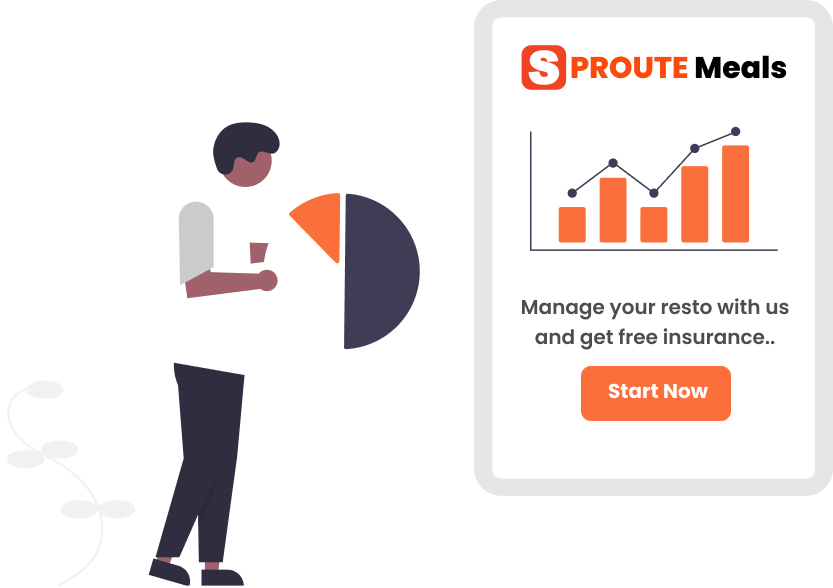 SPROUTE Meals
Manage your resto with us
and get free insurance..
Start Now